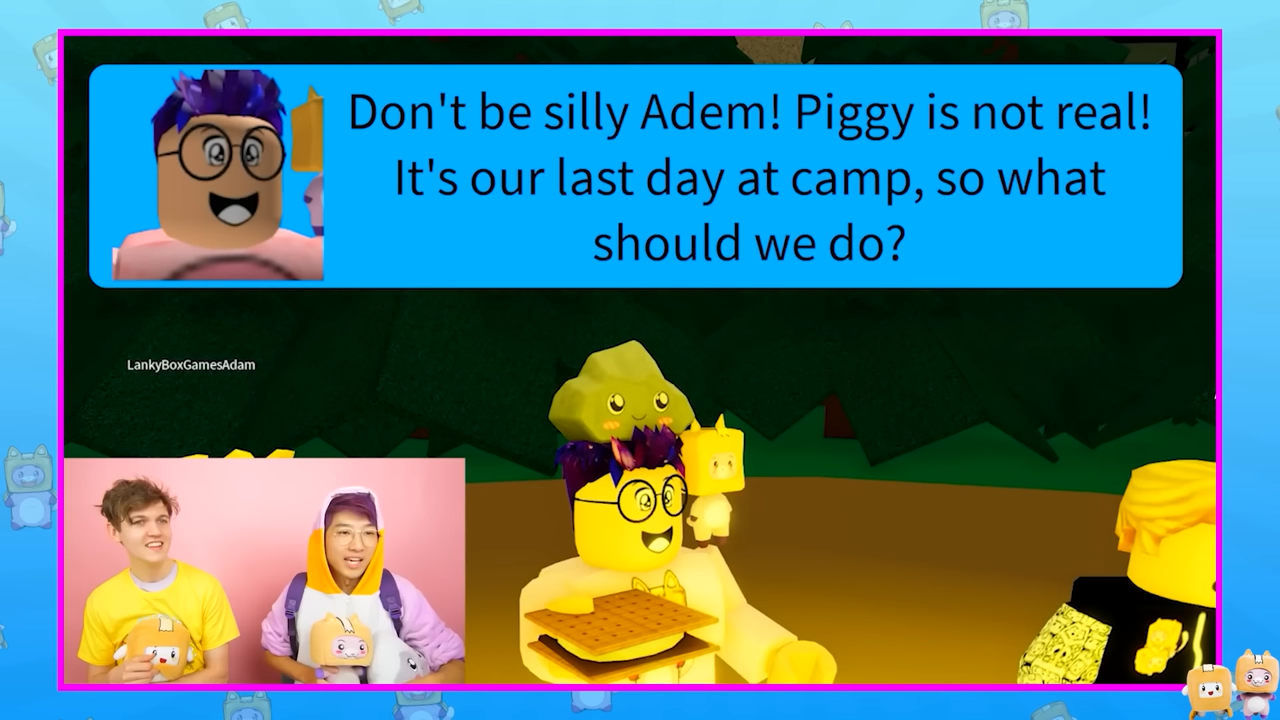 Don't be silly Adem! Piggy is not real!
It's our last day at camp, so what
should we do?
LankyBoxGamesAdam